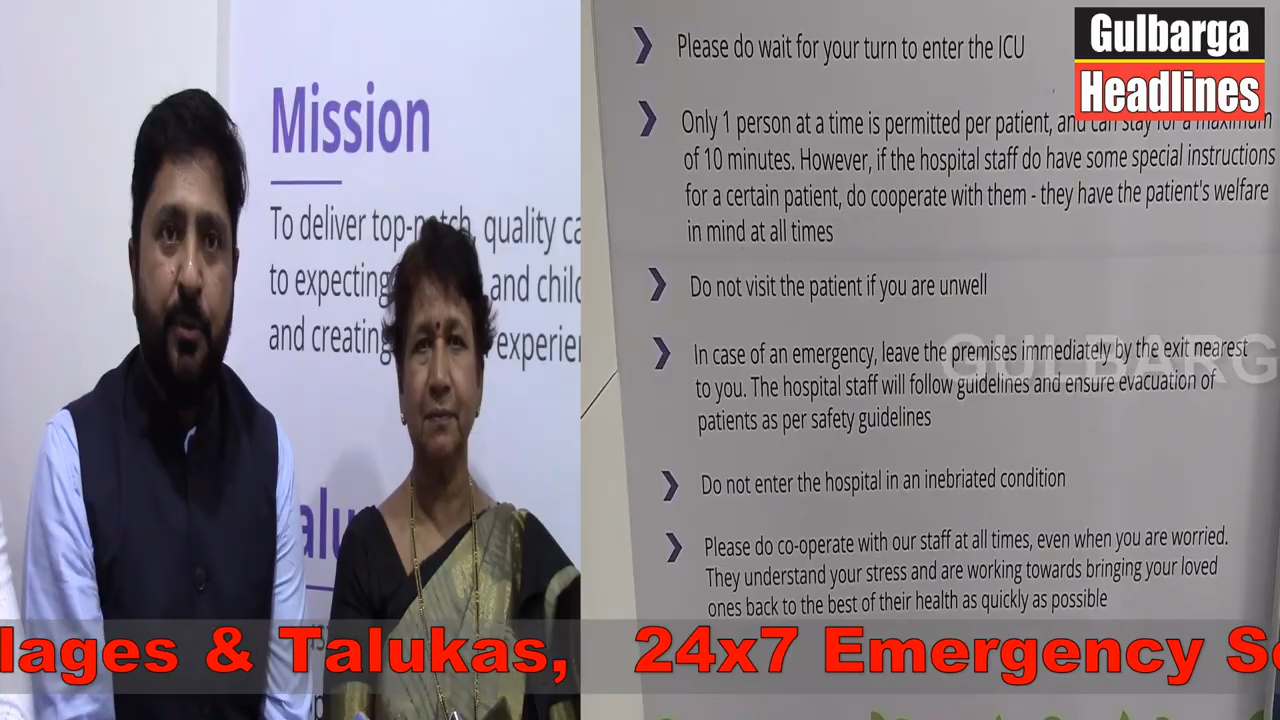 Mission
To deliver top-notch, quality
to expecting and
and creating
Please do wait for your turn to enter the ICU
Only 1 person at a time is permitted per patient, and can stay for a maximum
of 10 minutes. However, if the hospital staff do have some special instructions
for a certain patient, do cooperate with them - they have the patient's welfare
in mind at all times
Do not visit the patient if you are unwell
In case of an emergency, leave the premises immediately by the exit nearest
to you. The hospital staff will follow guidelines and ensure evacuation of
patients as per safety guidelines
Do not enter the hospital in an inebriated condition
Please do co-operate with our staff at all times, even when you are worried.
They understand your stress and are working towards bringing your loved
ones back to the best of their health as quickly as possible
Gulbarga
Headlines
GULBARG
lages & Talukas, 24x7 Emergency Se